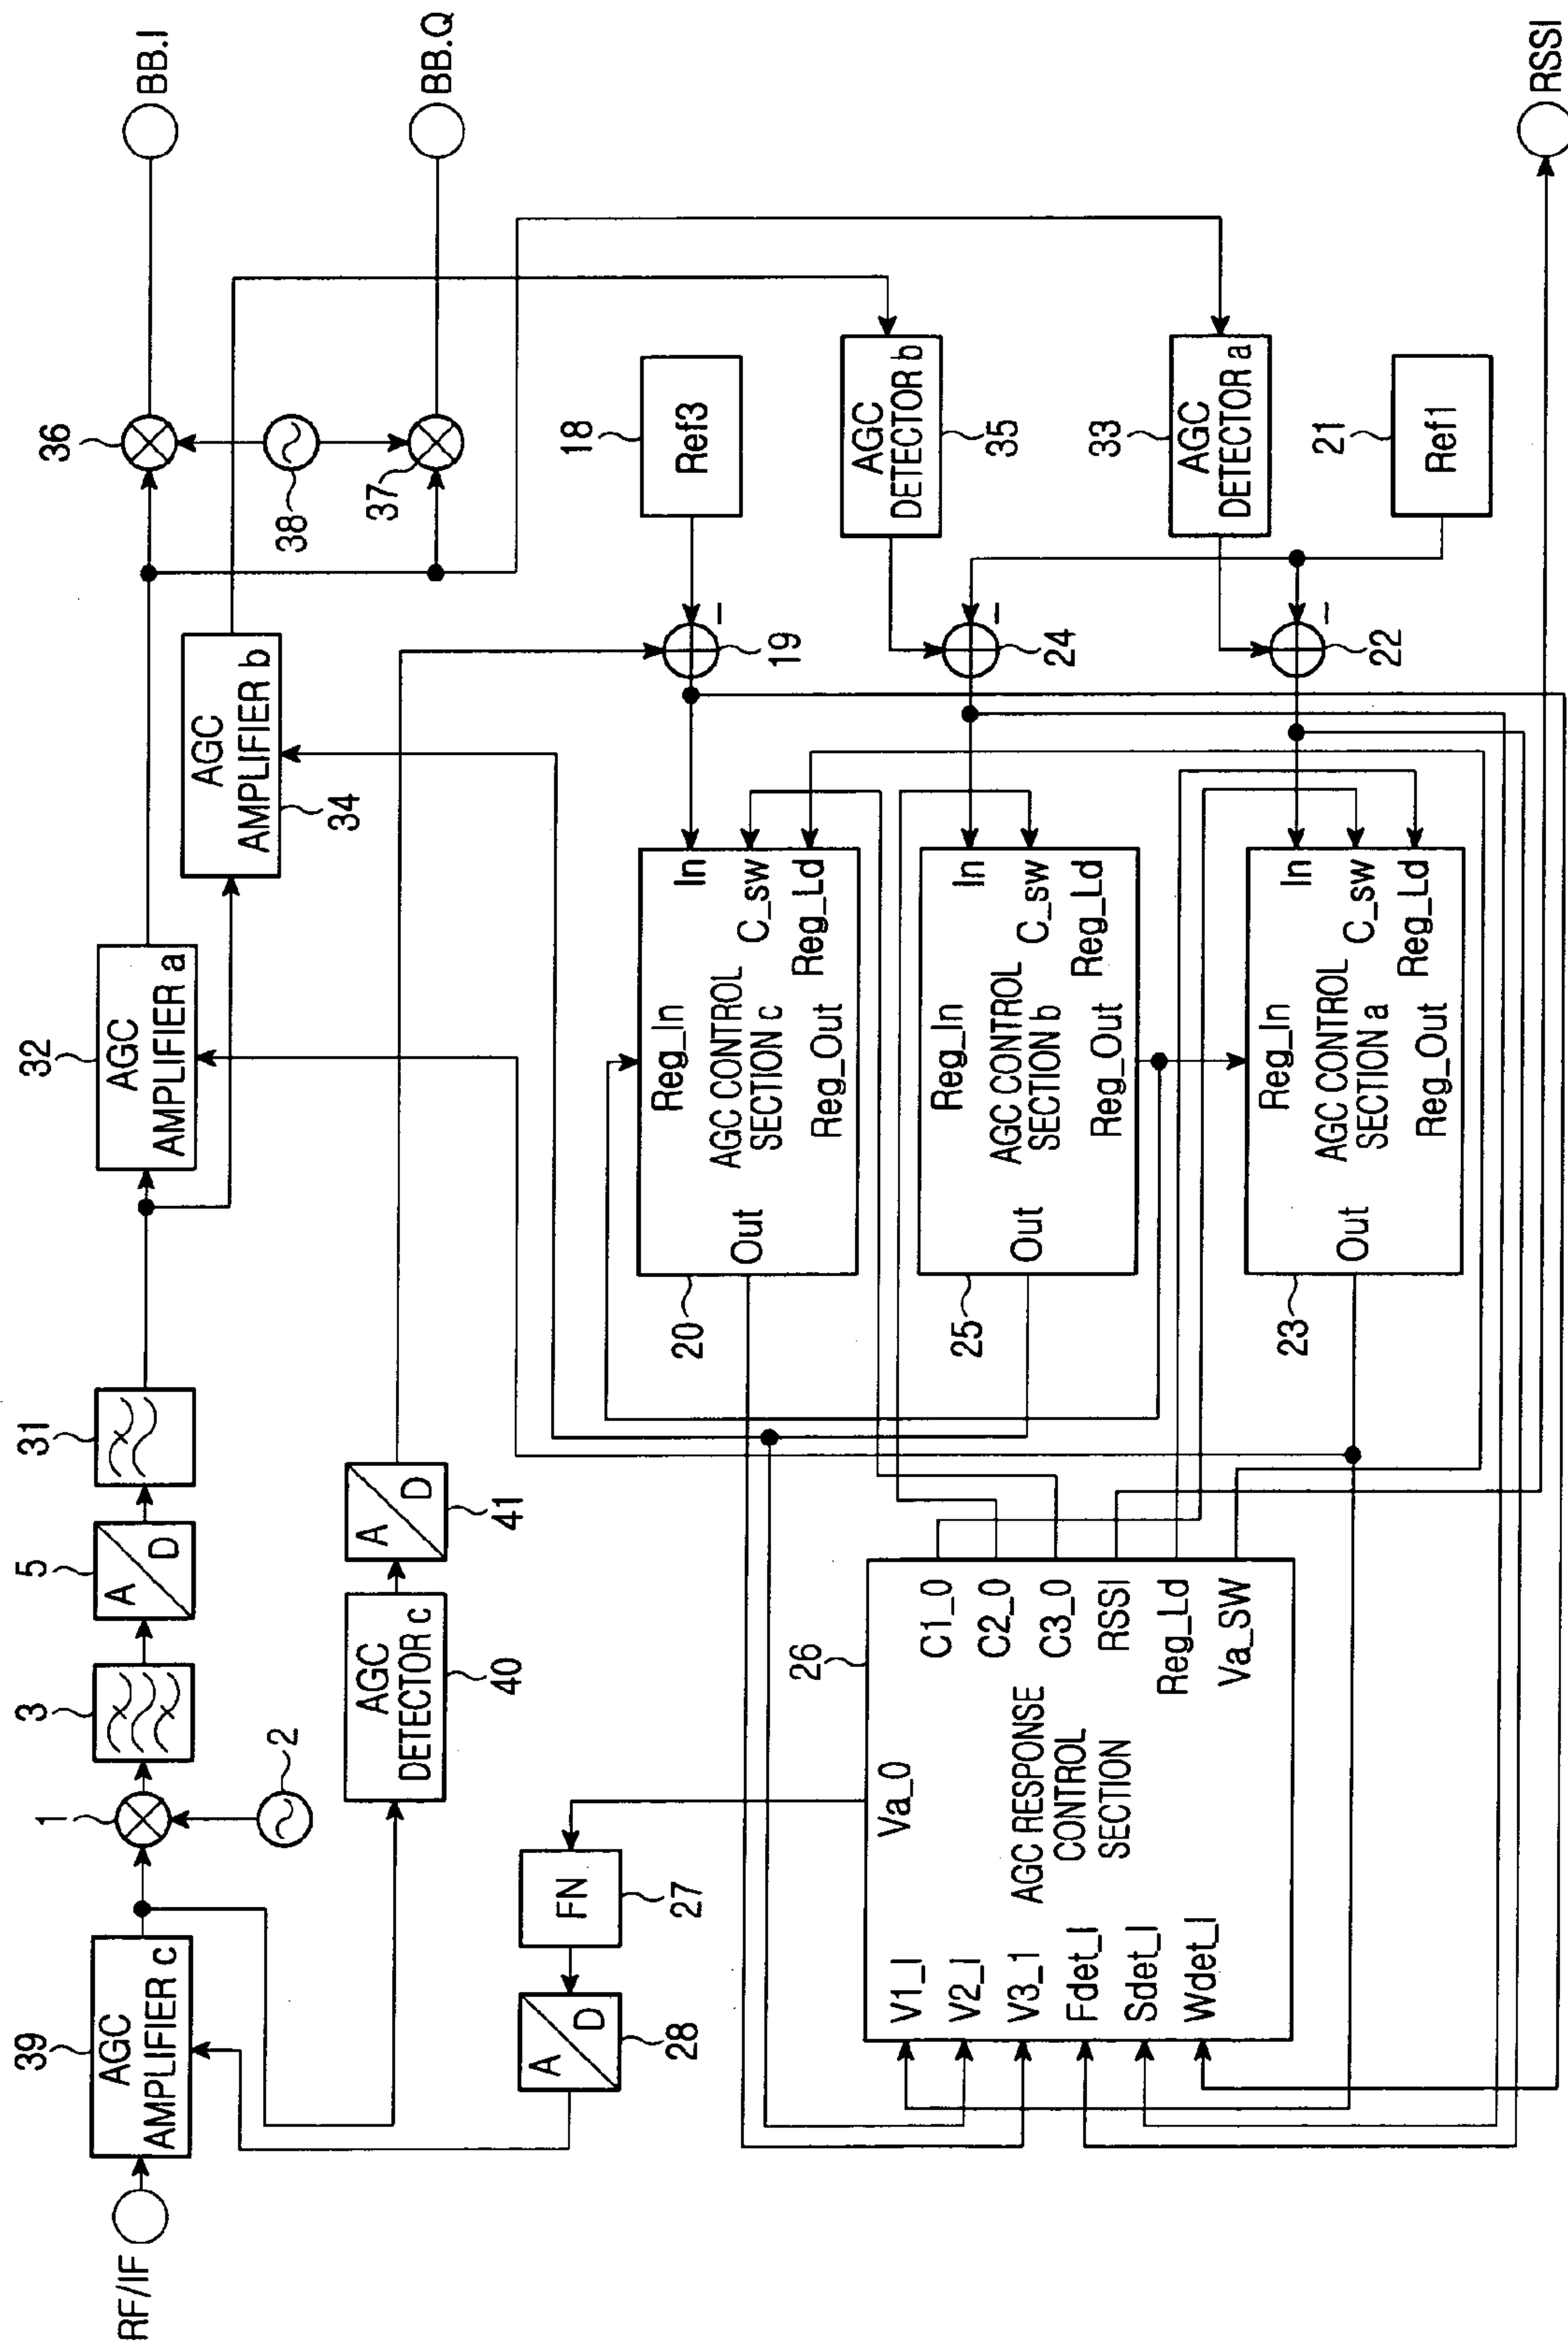 RF/IF
39
AGC
AMPLIFIER c
1
2
3
A
D
5
31
32
AGC
AMPLIFIER a
AGC
AMPLIFIER b
34
36
38
37
BB.I
BB.Q
AGC
DETECTOR c
40
A
D
41
FN
27
A
D
28
18
Ref3
19
–
AGC
DETECTOR b
35
24
–
AGC
DETECTOR a
33
22
–
21
Ref1
Reg_In
In
AGC CONTROL
SECTION c
C_sw
Reg_Ld
Out
Reg_Out
20
Reg_In
In
AGC CONTROL
SECTION b
C_sw
Reg_Ld
Out
Reg_Out
25
Reg_In
In
AGC CONTROL
SECTION a
C_sw
Reg_Ld
Out
Reg_Out
23
26
Va_0
V1_I
V2_I
V3_1
Fdet_I
Sdet_I
Wdet_I
AGC RESPONSE
CONTROL
SECTION
C1_0
C2_0
C3_0
RSSI
Reg_Ld
Va_SW
RSSI